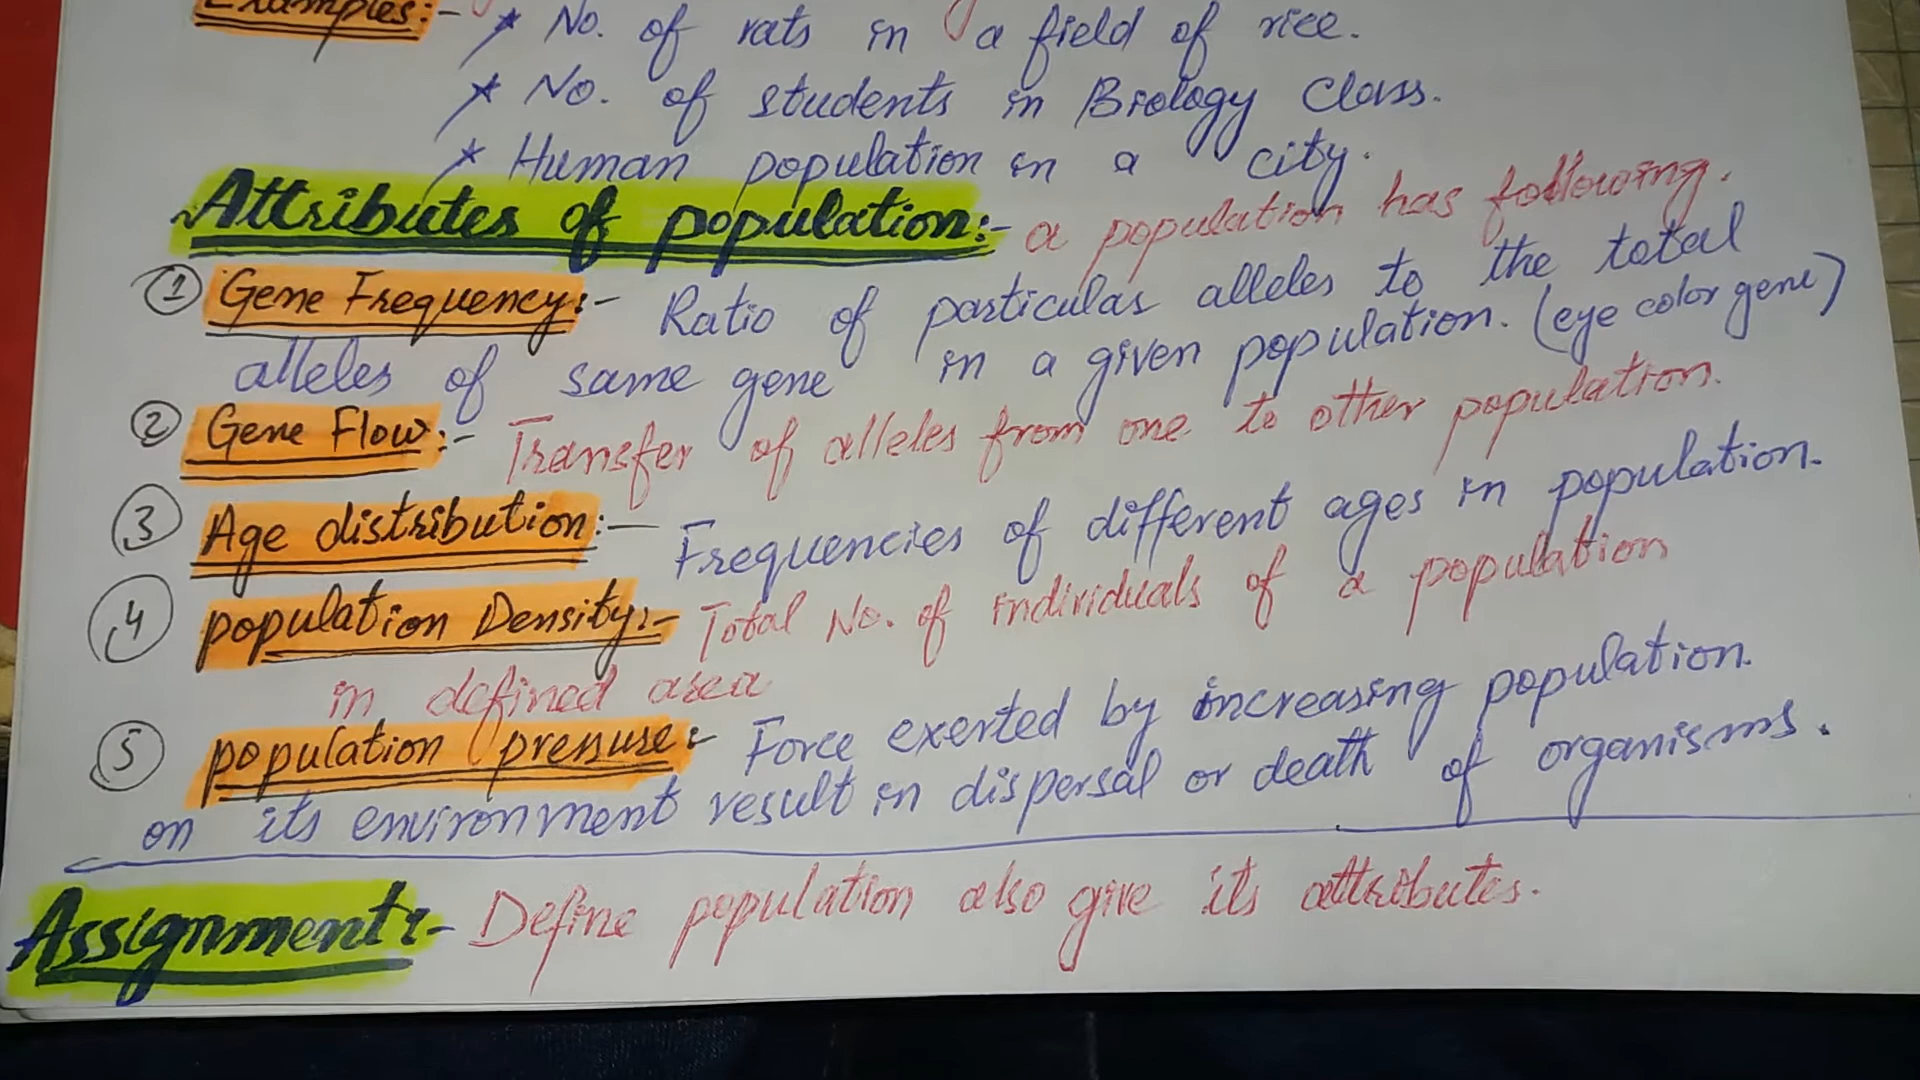 Examples:- * No. of rats in a field of rice.
* No. of students in Biology Class.
* Human population in a city.
Attributes of population:- a population has following.
① Gene Frequency:- Ratio of particular alleles to the total
alleles of same gene in a given population. (eye color gene)
② Gene Flow:- Transfer of alleles from one to other population.
③ Age distribution:- Frequencies of different ages in population.
④ population Density:- Total No. of individuals of a population
in defined area
⑤ population pressure:- Force exerted by increasing population.
on its environment result in dispersal or death of organisms.
Assignment:- Define population also give its attributes.